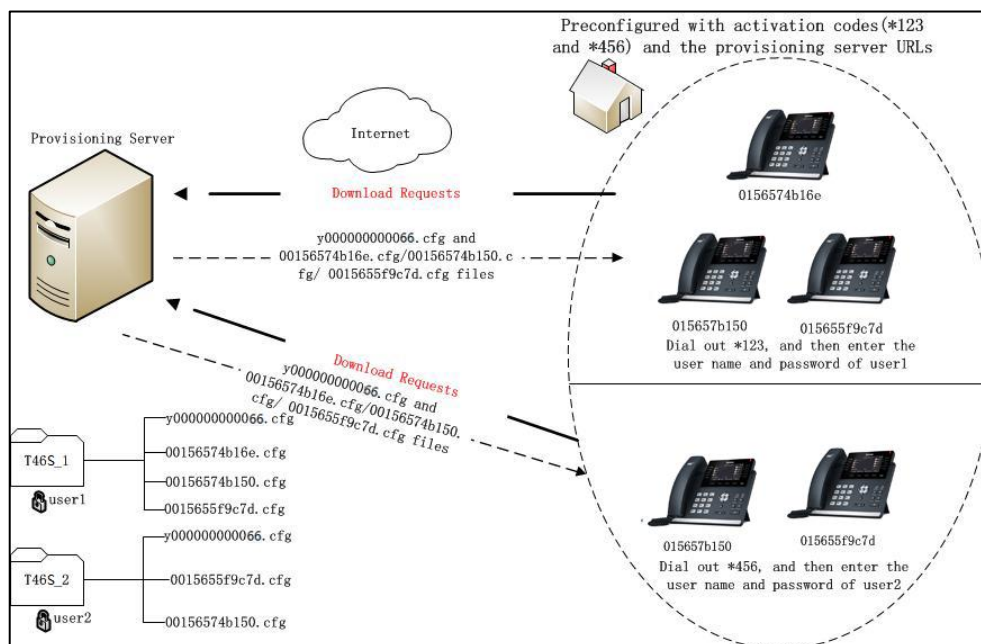 Preconfigured with activation codes(*123
and *456) and the provisioning server URLs
Internet
Provisioning Server
Download Requests
0156574b16e
y000000000066.cfg and
00156574b16e.cfg/00156574b150.c
fg/ 0015655f9c7d.cfg files
015657b150
015655f9c7d
Dial out *123, and then enter the
user name and password of user1
Download Requests
y000000000066.cfg and
00156574b16e.cfg/00156574b150.
cfg/ 0015655f9c7d.cfg files
y000000000066.cfg
T46S_1
00156574b16e.cfg
00156574b150.cfg
user1
0015655f9c7d.cfg
y000000000066.cfg
T46S_2
0015655f9c7d.cfg
user2
00156574b150.cfg
015657b150
015655f9c7d
Dial out *456, and then enter the
user name and password of user2